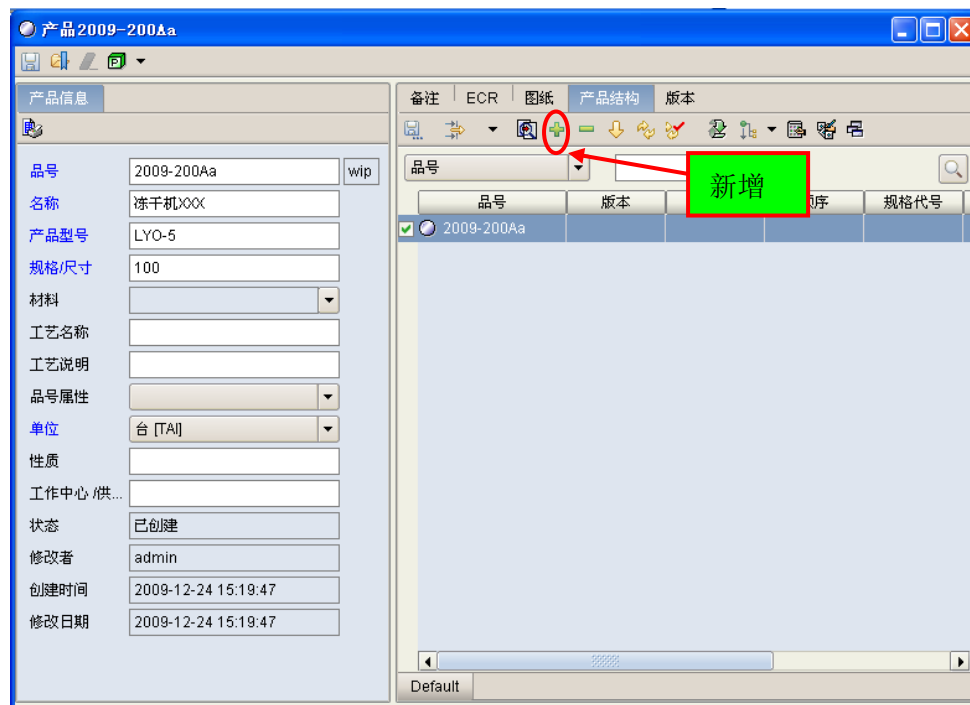 产品2009-200Aa
产品信息
备注 ECR 图纸 产品结构 版本
品号 2009-200Aa wip
名称 冻干机XXX
产品型号 LYO-5
规格/尺寸 100
材料
工艺名称
工艺说明
品号属性
单位 台 [TAI]
性质
工作中心 /供...
状态 已创建
修改者 admin
创建时间 2009-12-24 15:19:47
修改日期 2009-12-24 15:19:47
品号
新增
品号 版本 序 规格代号
2009-200Aa
Default